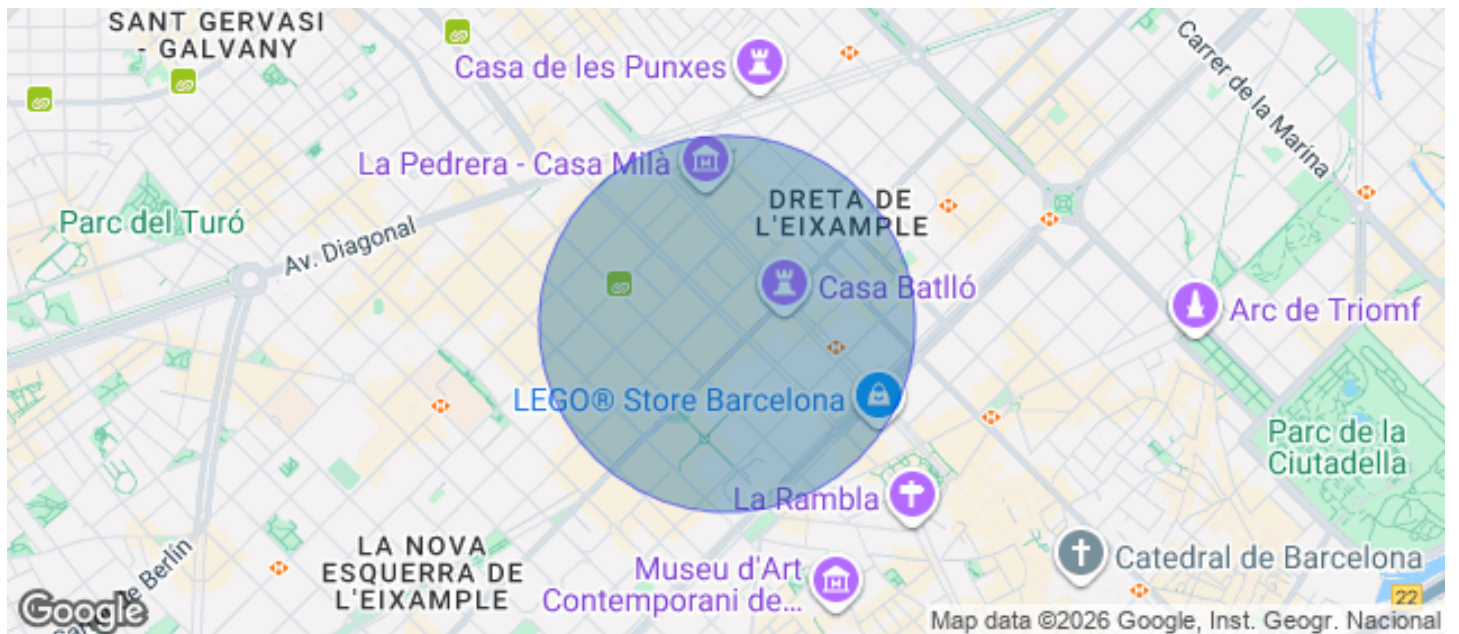 SANT GERVASI
- GALVANY
Casa de les Punxes
Carrer de la Marina
La Pedrera - Casa Milà
DRETA DE
L'EIXAMPLE
Parc del Turó
Av. Diagonal
Casa Batlló
Arc de Triomf
LEGO® Store Barcelona
Parc de la
Ciutadella
La Rambla
LA NOVA
ESQUERRA DE
L'EIXAMPLE
Museu d'Art
Contemporani de...
Catedral de Barcelona
de Berlín
22
Google
Map data ©2026 Google, Inst. Geogr. Nacional